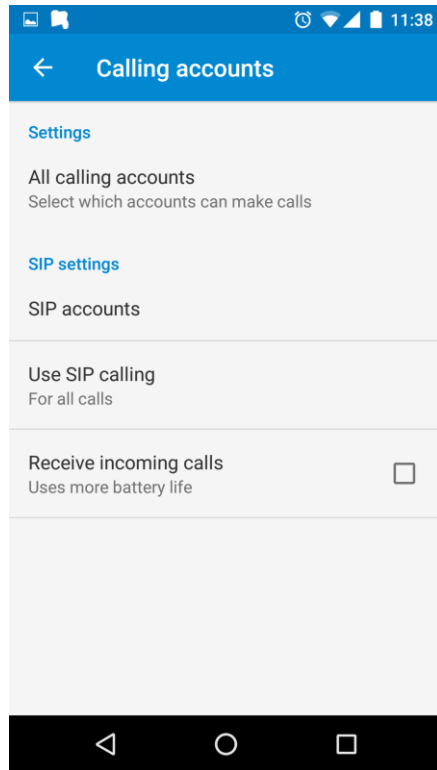 11:38
Calling accounts
Settings
All calling accounts
Select which accounts can make calls
SIP settings
SIP accounts
Use SIP calling
For all calls
Receive incoming calls
Uses more battery life